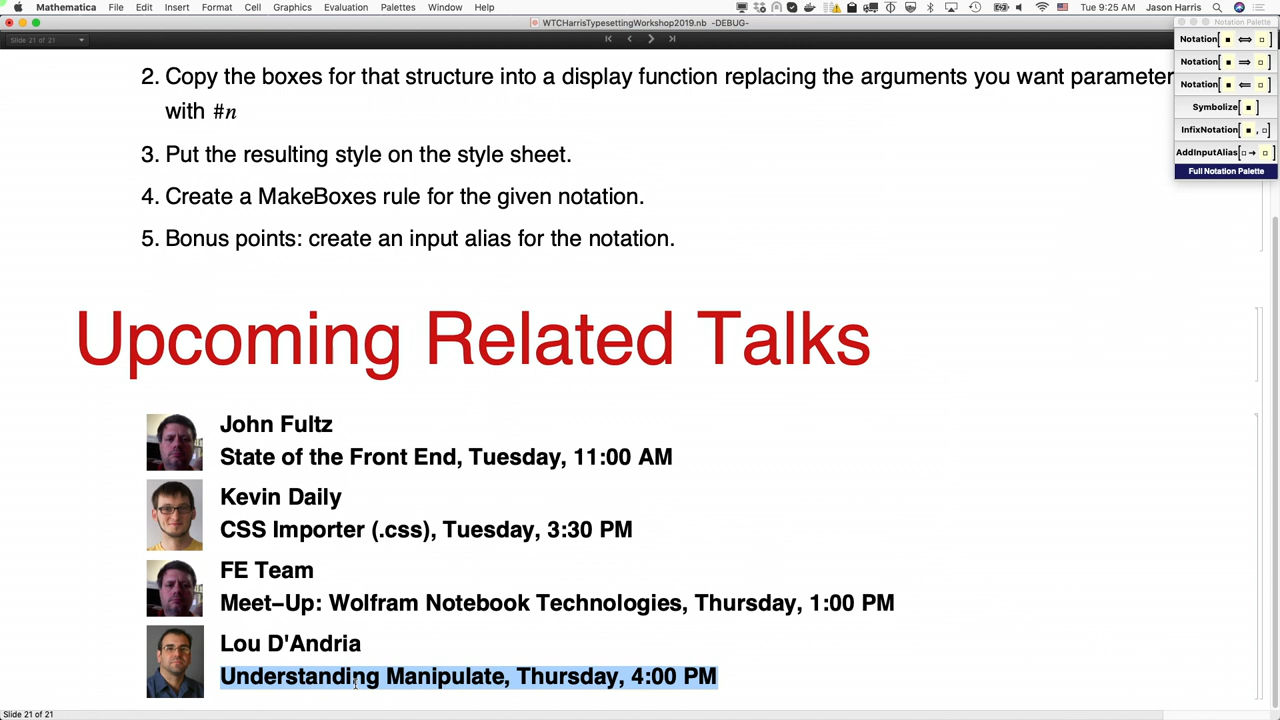 Mathematica File Edit Insert Format Cell Graphics Evaluation Palettes Window Help
Tue 9:25 AM Jason Harris
WTCHarrisTypesettingWorkshop2019.nb -DEBUG-
Notation Palette
Slide 21 of 21
Notation[■ ⟺ □]
Notation[■ ⟹ □]
Notation[■ ⟸ □]
Symbolize[■]
InfixNotation[■,□]
AddInputAlias[□→ □]
Full Notation Palette
2. Copy the boxes for that structure into a display function replacing the arguments you want parameter
with #n
3. Put the resulting style on the style sheet.
4. Create a MakeBoxes rule for the given notation.
5. Bonus points: create an input alias for the notation.
Upcoming Related Talks
John Fultz
State of the Front End, Tuesday, 11:00 AM
Kevin Daily
CSS Importer (.css), Tuesday, 3:30 PM
FE Team
Meet–Up: Wolfram Notebook Technologies, Thursday, 1:00 PM
Lou D'Andria
Understanding Manipulate, Thursday, 4:00 PM
Slide 21 of 21